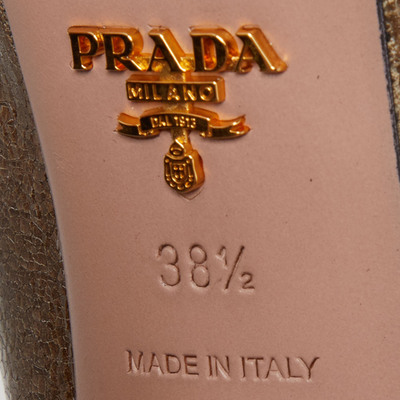 PRADA
MILANO
DAL 1913
38½
MADE IN ITALY